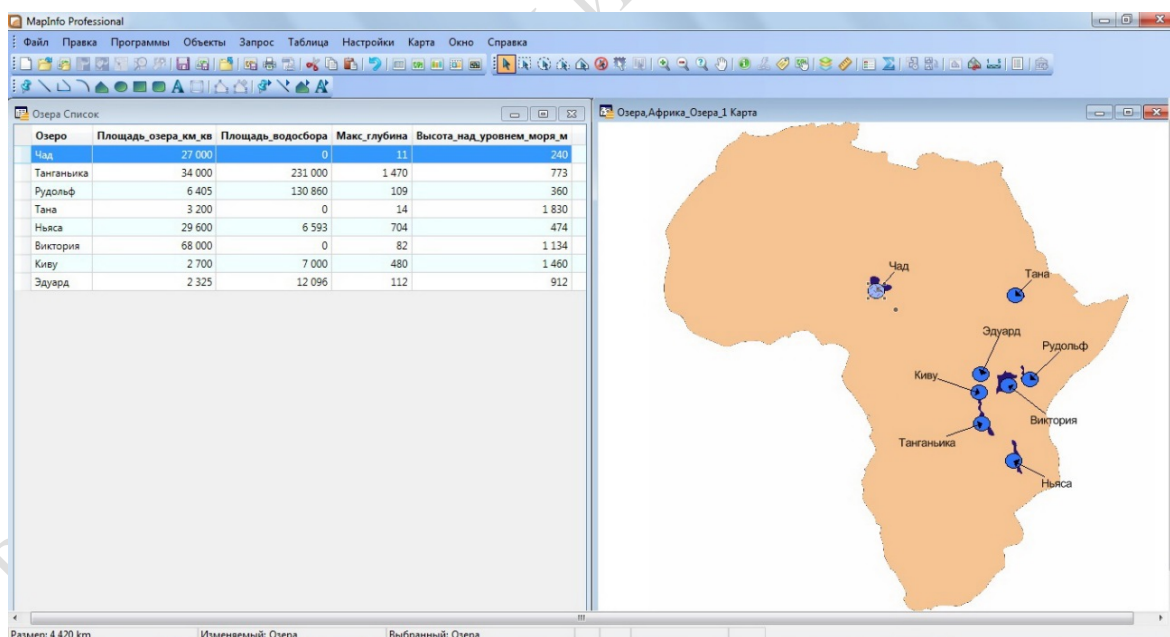 MapInfo Professional
Файл Правка Программы Объекты Запрос Таблица Настройки Карта Окно Справка
Озера Список
Озеро Площадь_озера_км_кв Площадь_водосбора Макс_глубина Высота_над_уровнем_моря_м
Чад 27 000 0 11 240
Танганьика 34 000 231 000 1 470 773
Рудольф 6 405 130 860 109 360
Тана 3 200 0 14 1 830
Ньяса 29 600 6 593 704 474
Виктория 68 000 0 82 1 134
Киву 2 700 7 000 480 1 460
Эдуард 2 325 12 096 112 912
Озера,Африка_Озера_1 Карта
Чад
Тана
Эдуард
Рудольф
Киву
Виктория
Танганьика
Ньяса
Размер: 4 420 km Изменяемый: Озера Выбранный: Озера